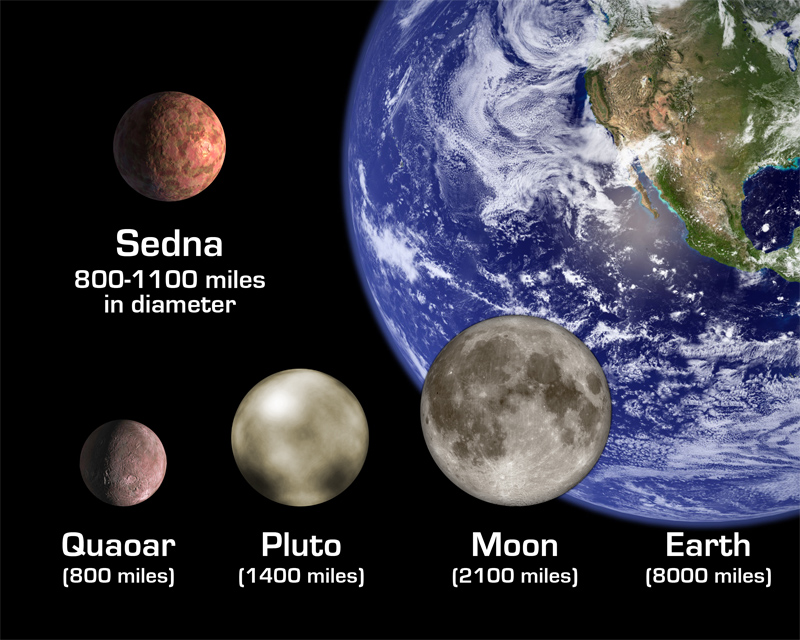 Sedna
800-1100 miles
in diameter
Quaoar
(800 miles)
Pluto
(1400 miles)
Moon
(2100 miles)
Earth
(8000 miles)